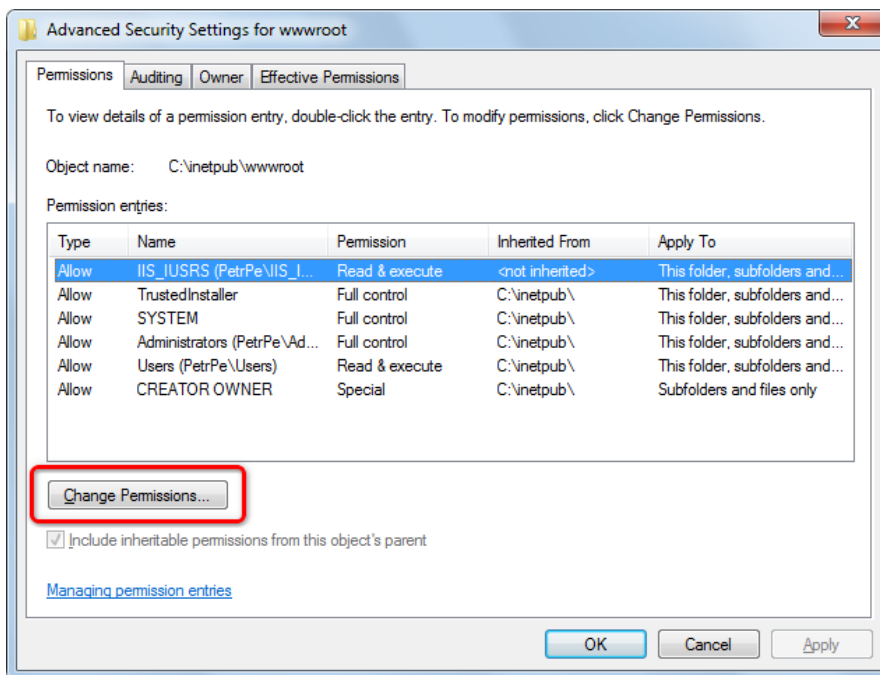 Advanced Security Settings for wwwroot
Permissions Auditing Owner Effective Permissions
To view details of a permission entry, double-click the entry. To modify permissions, click Change Permissions.
Object name: C:\inetpub\wwwroot
Permission entries:
Type Name Permission Inherited From Apply To
Allow IIS_IUSRS (PetrPe\IIS_I... Read & execute <not inherited> This folder, subfolders and...
Allow TrustedInstaller Full control C:\inetpub\ This folder, subfolders and...
Allow SYSTEM Full control C:\inetpub\ This folder, subfolders and...
Allow Administrators (PetrPe\Ad... Full control C:\inetpub\ This folder, subfolders and...
Allow Users (PetrPe\Users) Read & execute C:\inetpub\ This folder, subfolders and...
Allow CREATOR OWNER Special C:\inetpub\ Subfolders and files only
Change Permissions...
Include inheritable permissions from this object's parent
Managing permission entries
OK Cancel Apply